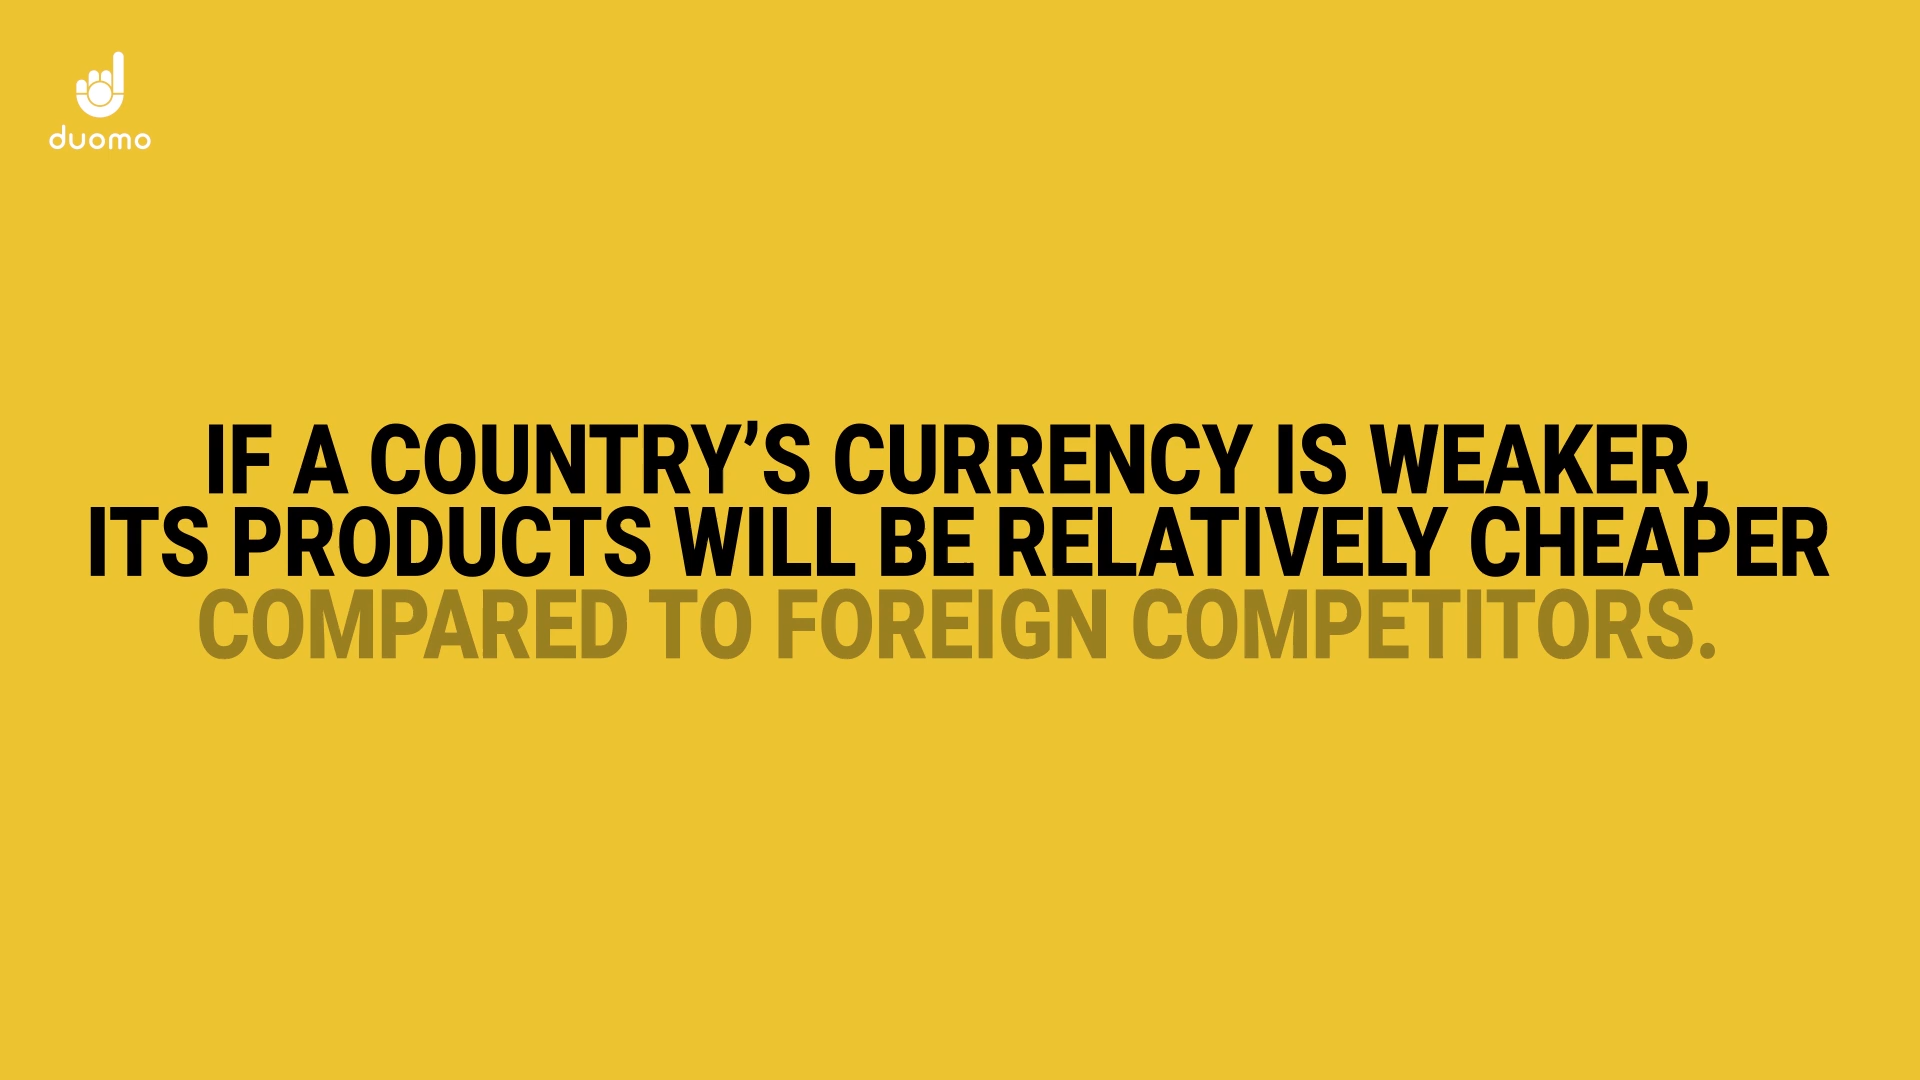 duomo
IF A COUNTRY’S CURRENCY IS WEAKER,
ITS PRODUCTS WILL BE RELATIVELY CHEAPER
COMPARED TO FOREIGN COMPETITORS.